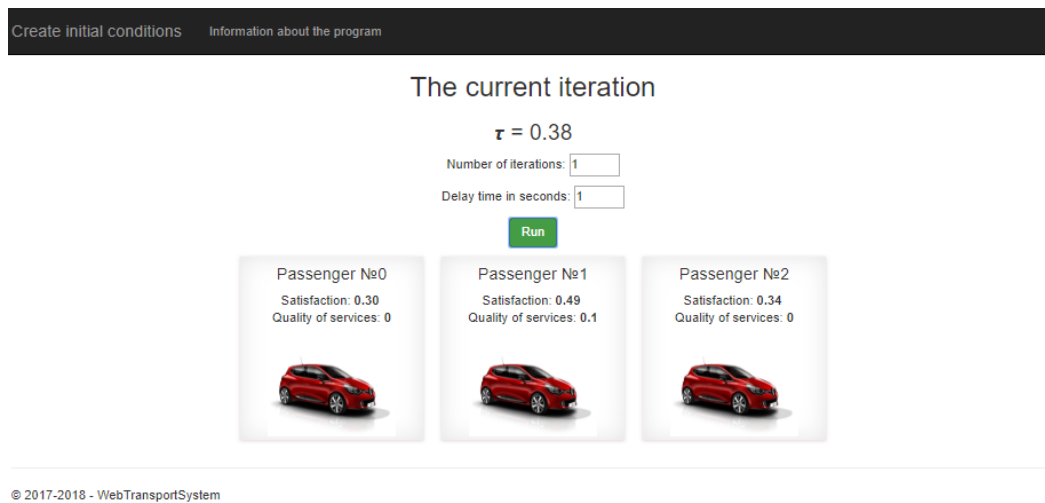 Create initial conditions Information about the program
The current iteration
τ = 0.38
Number of iterations: 1
Delay time in seconds: 1
Run
Passenger №0
Satisfaction: 0.30
Quality of services: 0
Passenger №1
Satisfaction: 0.49
Quality of services: 0.1
Passenger №2
Satisfaction: 0.34
Quality of services: 0
© 2017-2018 - WebTransportSystem